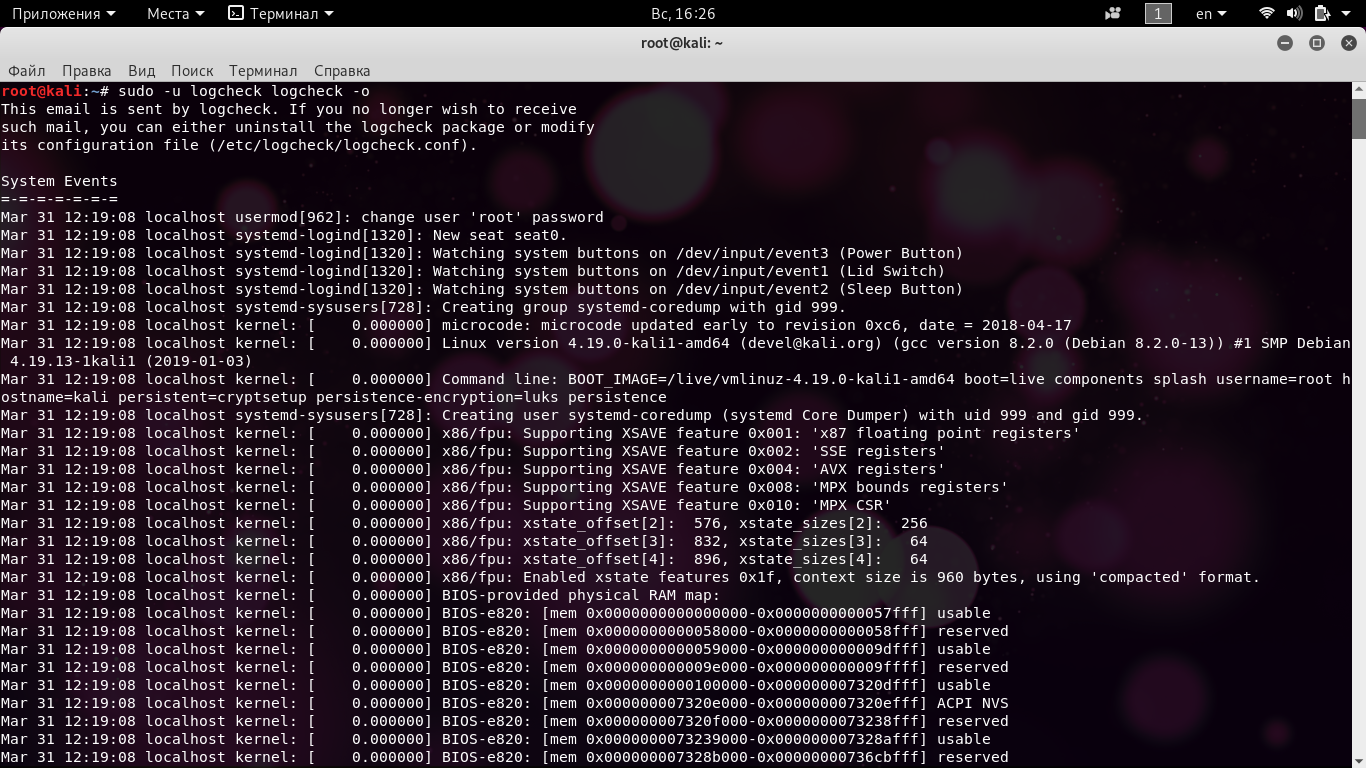 Приложения Места Терминал Вс, 16:26 1 en
root@kali: ~
Файл Правка Вид Поиск Терминал Справка
root@kali:~# sudo -u logcheck logcheck -o
This email is sent by logcheck. If you no longer wish to receive
such mail, you can either uninstall the logcheck package or modify
its configuration file (/etc/logcheck/logcheck.conf).
System Events
=-=-=-=-=-=-=
Mar 31 12:19:08 localhost usermod[962]: change user 'root' password
Mar 31 12:19:08 localhost systemd-logind[1320]: New seat seat0.
Mar 31 12:19:08 localhost systemd-logind[1320]: Watching system buttons on /dev/input/event3 (Power Button)
Mar 31 12:19:08 localhost systemd-logind[1320]: Watching system buttons on /dev/input/event1 (Lid Switch)
Mar 31 12:19:08 localhost systemd-logind[1320]: Watching system buttons on /dev/input/event2 (Sleep Button)
Mar 31 12:19:08 localhost systemd-sysusers[728]: Creating group systemd-coredump with gid 999.
Mar 31 12:19:08 localhost kernel: [    0.000000] microcode: microcode updated early to revision 0xc6, date = 2018-04-17
Mar 31 12:19:08 localhost kernel: [    0.000000] Linux version 4.19.0-kali1-amd64 (devel@kali.org) (gcc version 8.2.0 (Debian 8.2.0-13)) #1 SMP Debian
 4.19.13-1kali1 (2019-01-03)
Mar 31 12:19:08 localhost kernel: [    0.000000] Command line: BOOT_IMAGE=/live/vmlinuz-4.19.0-kali1-amd64 boot=live components splash username=root h
ostname=kali persistent=cryptsetup persistence-encryption=luks persistence
Mar 31 12:19:08 localhost systemd-sysusers[728]: Creating user systemd-coredump (systemd Core Dumper) with uid 999 and gid 999.
Mar 31 12:19:08 localhost kernel: [    0.000000] x86/fpu: Supporting XSAVE feature 0x001: 'x87 floating point registers'
Mar 31 12:19:08 localhost kernel: [    0.000000] x86/fpu: Supporting XSAVE feature 0x002: 'SSE registers'
Mar 31 12:19:08 localhost kernel: [    0.000000] x86/fpu: Supporting XSAVE feature 0x004: 'AVX registers'
Mar 31 12:19:08 localhost kernel: [    0.000000] x86/fpu: Supporting XSAVE feature 0x008: 'MPX bounds registers'
Mar 31 12:19:08 localhost kernel: [    0.000000] x86/fpu: Supporting XSAVE feature 0x010: 'MPX CSR'
Mar 31 12:19:08 localhost kernel: [    0.000000] x86/fpu: xstate_offset[2]:  576, xstate_sizes[2]:  256
Mar 31 12:19:08 localhost kernel: [    0.000000] x86/fpu: xstate_offset[3]:  832, xstate_sizes[3]:   64
Mar 31 12:19:08 localhost kernel: [    0.000000] x86/fpu: xstate_offset[4]:  896, xstate_sizes[4]:   64
Mar 31 12:19:08 localhost kernel: [    0.000000] x86/fpu: Enabled xstate features 0x1f, context size is 960 bytes, using 'compacted' format.
Mar 31 12:19:08 localhost kernel: [    0.000000] BIOS-provided physical RAM map:
Mar 31 12:19:08 localhost kernel: [    0.000000] BIOS-e820: [mem 0x0000000000000000-0x0000000000057fff] usable
Mar 31 12:19:08 localhost kernel: [    0.000000] BIOS-e820: [mem 0x0000000000058000-0x0000000000058fff] reserved
Mar 31 12:19:08 localhost kernel: [    0.000000] BIOS-e820: [mem 0x0000000000059000-0x000000000009dfff] usable
Mar 31 12:19:08 localhost kernel: [    0.000000] BIOS-e820: [mem 0x000000000009e000-0x000000000009ffff] reserved
Mar 31 12:19:08 localhost kernel: [    0.000000] BIOS-e820: [mem 0x0000000000100000-0x000000007320dfff] usable
Mar 31 12:19:08 localhost kernel: [    0.000000] BIOS-e820: [mem 0x000000007320e000-0x000000007320efff] ACPI NVS
Mar 31 12:19:08 localhost kernel: [    0.000000] BIOS-e820: [mem 0x000000007320f000-0x0000000073238fff] reserved
Mar 31 12:19:08 localhost kernel: [    0.000000] BIOS-e820: [mem 0x0000000073239000-0x000000007328afff] usable
Mar 31 12:19:08 localhost kernel: [    0.000000] BIOS-e820: [mem 0x000000007328b000-0x00000000736cbfff] reserved